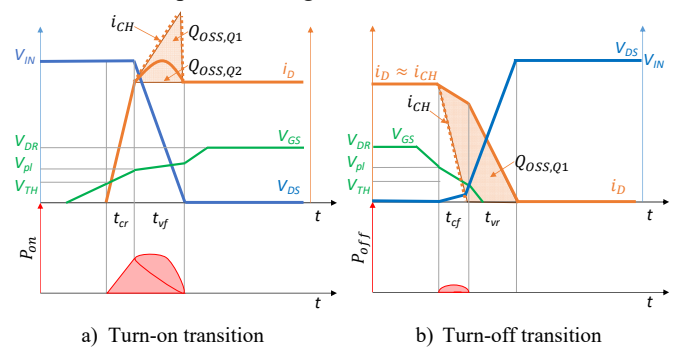 i_CH
Q_OSS,Q1
V_IN
Q_OSS,Q2
i_D
V_DR
V_GS
V_pl
V_TH
V_DS
t_cr
t_vf
t
P_on
t
a) Turn-on transition
V_DS
V_IN
i_D ≈ i_CH
i_CH
V_DR
V_GS
V_pl
Q_OSS,Q1
V_TH
i_D
t_cf
t_vr
t
P_off
t
b) Turn-off transition